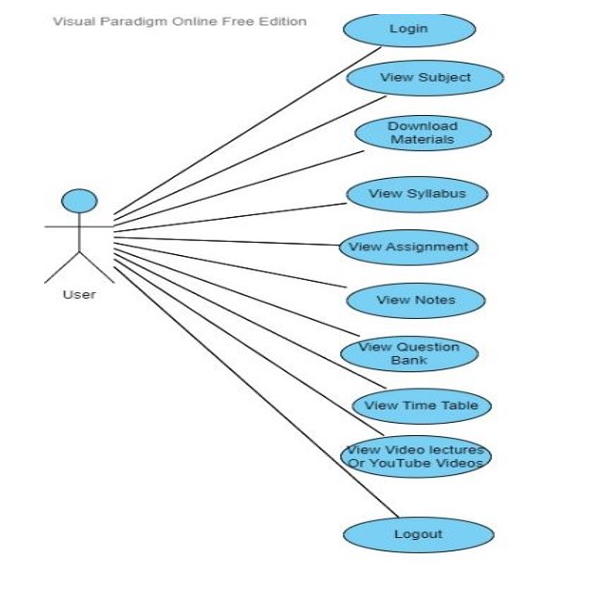 Visual Paradigm Online Free Edition
Login
View Subject
Download
Materials
View Syllabus
View Assignment
User
View Notes
View Question
Bank
View Time Table
View Video lectures
Or YouTube Videos
Logout